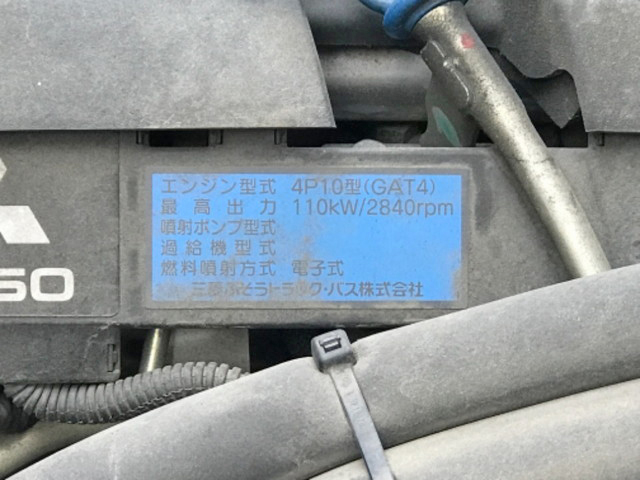 エンジン型式 4P10型(GAT4)
最高出力 110kW/2840rpm
噴射ポンプ型式
過給機型式
燃料噴射方式 電子式
三菱ふそうトラック・バス株式会社
50